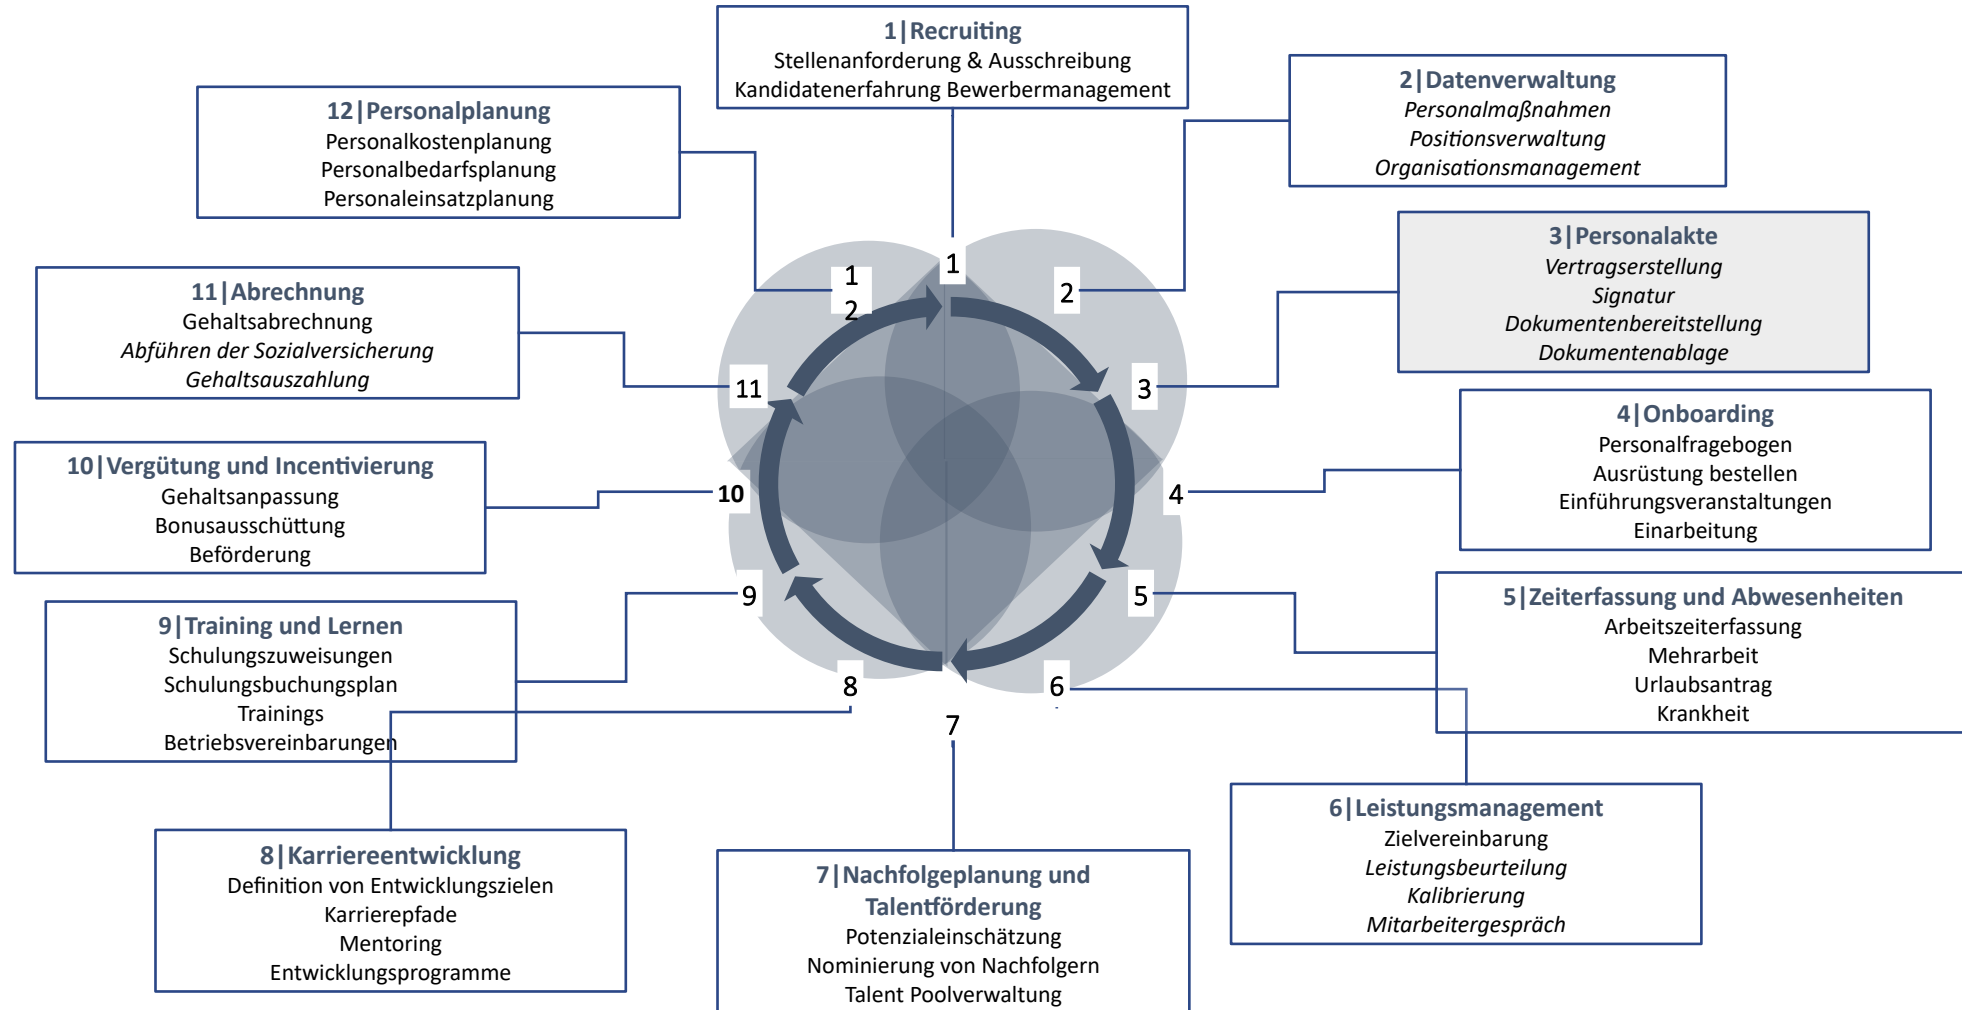 1|Recruiting
Stellenanforderung & Ausschreibung
Kandidatenerfahrung Bewerbermanagement
2|Datenverwaltung
Personalmaßnahmen
Positionsverwaltung
Organisationsmanagement
3|Personalakte
Vertragserstellung
Signatur
Dokumentenbereitstellung
Dokumentenablage
4|Onboarding
Personalfragebogen
Ausrüstung bestellen
Einführungsveranstaltungen
Einarbeitung
5|Zeiterfassung und Abwesenheiten
Arbeitszeiterfassung
Mehrarbeit
Urlaubsantrag
Krankheit
6|Leistungsmanagement
Zielvereinbarung
Leistungsbeurteilung
Kalibrierung
Mitarbeitergespräch
7|Nachfolgeplanung und
Talentförderung
Potenzialeinschätzung
Nominierung von Nachfolgern
Talent Poolverwaltung
8|Karriereentwicklung
Definition von Entwicklungszielen
Karrierepfade
Mentoring
Entwicklungsprogramme
9|Training und Lernen
Schulungszuweisungen
Schulungsbuchungsplan
Trainings
Betriebsvereinbarungen
10|Vergütung und Incentivierung
Gehaltsanpassung
Bonusausschüttung
Beförderung
11|Abrechnung
Gehaltsabrechnung
Abführen der Sozialversicherung
Gehaltsauszahlung
12|Personalplanung
Personalkostenplanung
Personalbedarfsplanung
Personaleinsatzplanung
1
2
3
4
5
6
7
8
9
10
11
1
2